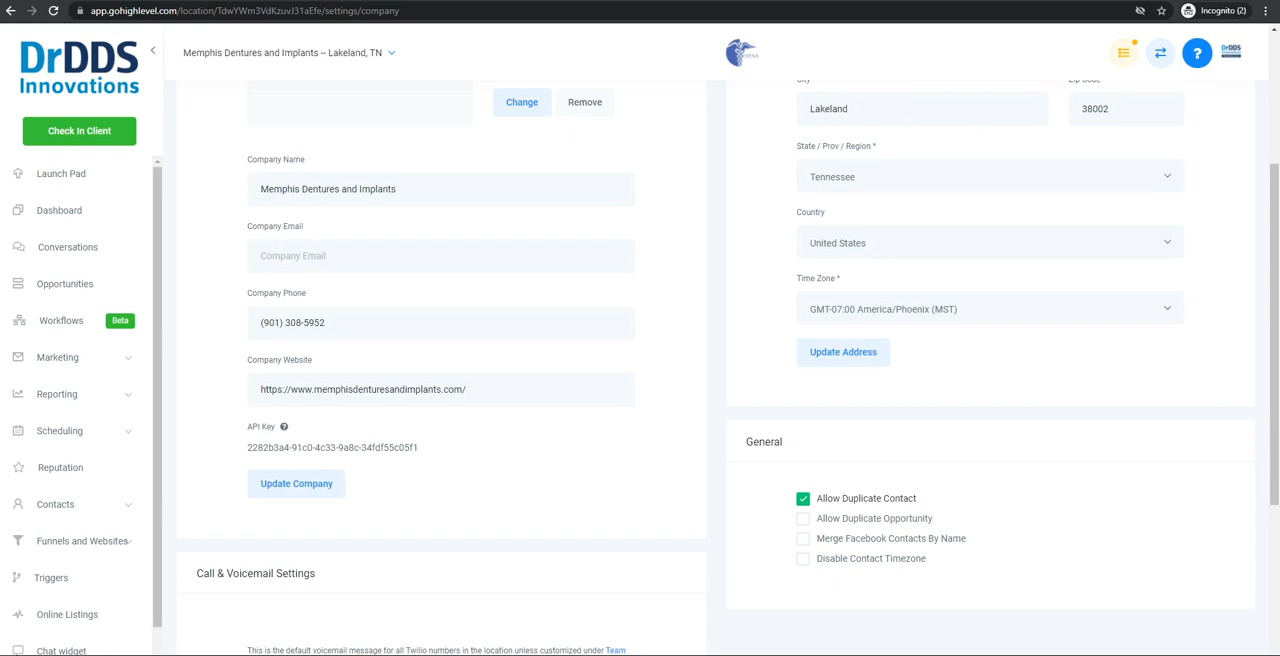 app.gohighlevel.com/location/TdwYWm3VdKzuvJ31aEfe/settings/company
Incognito (2)
DrDDS
Innovations
Memphis Dentures and Implants -- Lakeland, TN
?
DrDDS
Check In Client
Launch Pad
Dashboard
Conversations
Opportunities
Workflows
Beta
Marketing
Reporting
Scheduling
Reputation
Contacts
Funnels and Websites
Triggers
Online Listings
Chat widget
Change
Remove
Company Name
Memphis Dentures and Implants
Company Email
Company Email
Company Phone
(901) 308-5952
Company Website
https://www.memphisdenturesandimplants.com/
API Key
2282b3a4-91c0-4c33-9a8c-34fdf55c05f1
Update Company
Call & Voicemail Settings
This is the default voicemail message for all Twilio numbers in the location unless customized under Team
City
Zip Code
Lakeland
38002
State / Prov / Region *
Tennessee
Country
United States
Time Zone *
GMT-07:00 America/Phoenix (MST)
Update Address
General
Allow Duplicate Contact
Allow Duplicate Opportunity
Merge Facebook Contacts By Name
Disable Contact Timezone